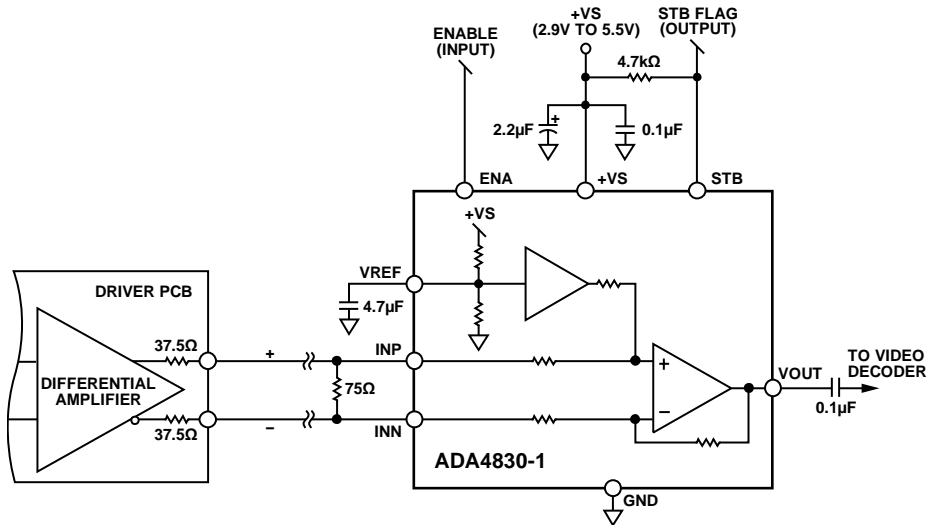 ENABLE
(INPUT)
+VS
(2.9V TO 5.5V)
STB FLAG
(OUTPUT)
4.7kΩ
2.2µF
+
0.1µF
ENA
+VS
STB
+VS
VREF
4.7µF
DRIVER PCB
37.5Ω
+
INP
DIFFERENTIAL
AMPLIFIER
75Ω
37.5Ω
–
INN
+
–
VOUT
TO VIDEO
DECODER
0.1µF
ADA4830-1
GND